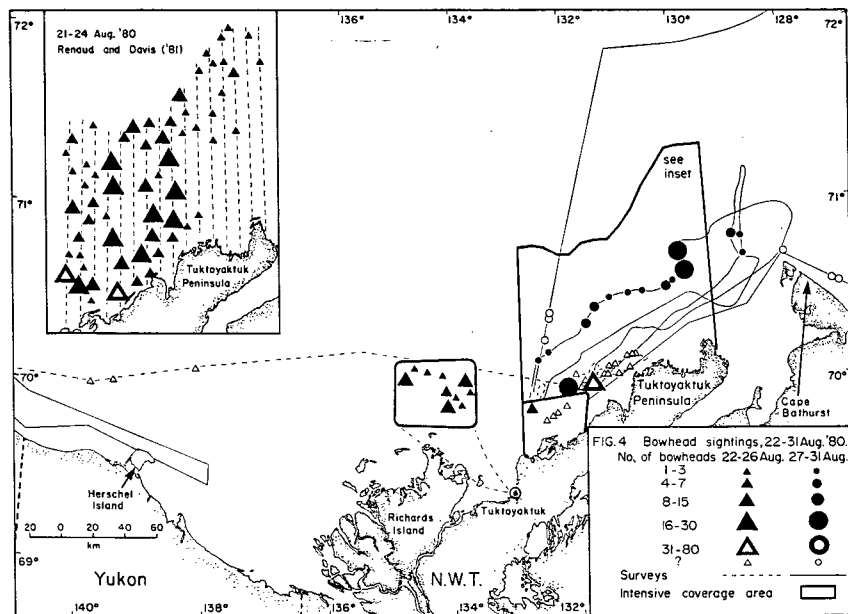 72°
136°
134°
132°
130°
128°
72°
21-24 Aug. '80
Renaud and Davis ('81)
Tuktoyaktuk
Peninsula
see
inset
71°
71°
70°
70°
Tuktoyaktuk
Peninsula
Cape
Bathurst
Herschel
Island
Richards
Island
Tuktoyaktuk
20 0 20 40 60
km
69°
Yukon
N.W.T.
140°
138°
136°
134°
132°
FIG. 4 Bowhead sightings, 22-31 Aug. '80.
No. of bowheads 22-26 Aug. 27-31 Aug.
1-3
4-7
8-15
16-30
31-80
?
Surveys
Intensive coverage area